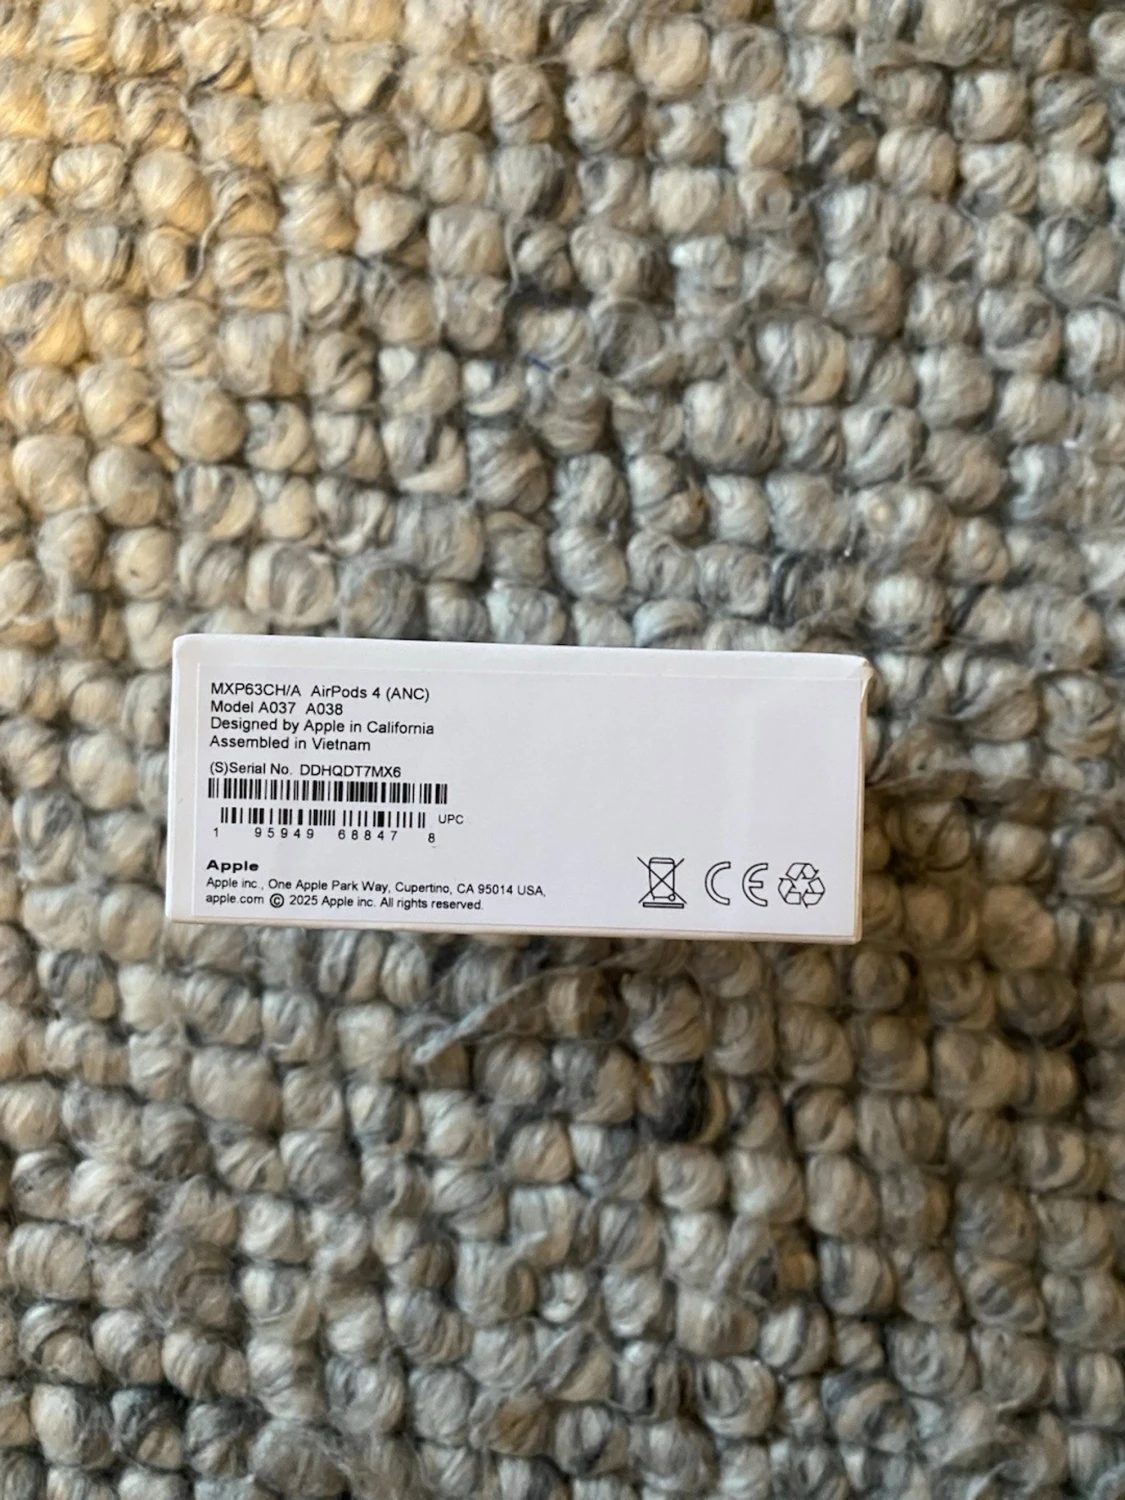 MXP63CH/A AirPods 4 (ANC)
Model A037 A038
Designed by Apple in California
Assembled in Vietnam
(S)Serial No. DDHQDT7MX6
UPC
1 95949 68847 8
Apple
Apple inc., One Apple Park Way, Cupertino, CA 95014 USA,
apple.com © 2025 Apple inc. All rights reserved.
CE